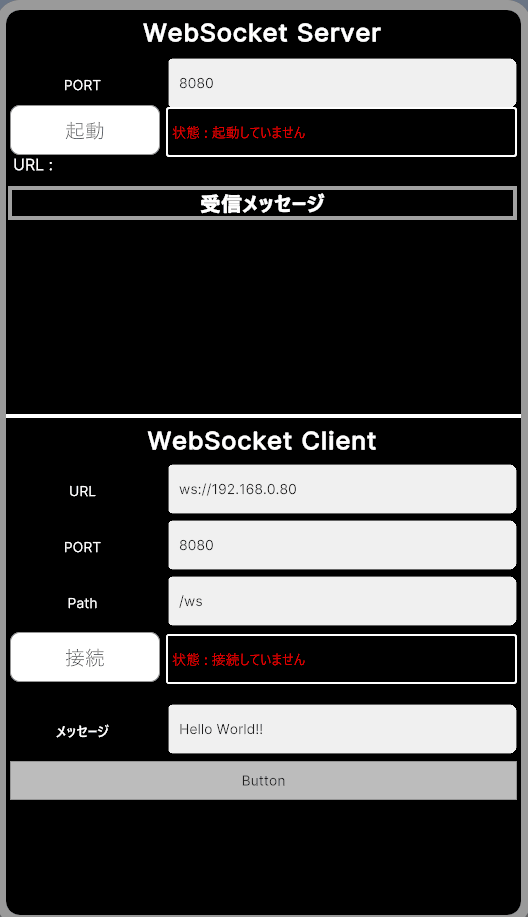 WebSocket Server
PORT
8080
起動
状態 : 起動していません
URL :
受信メッセージ
WebSocket Client
URL
ws://192.168.0.80
PORT
8080
Path
/ws
接続
状態 : 接続していません
メッセージ
Hello World!!
Button